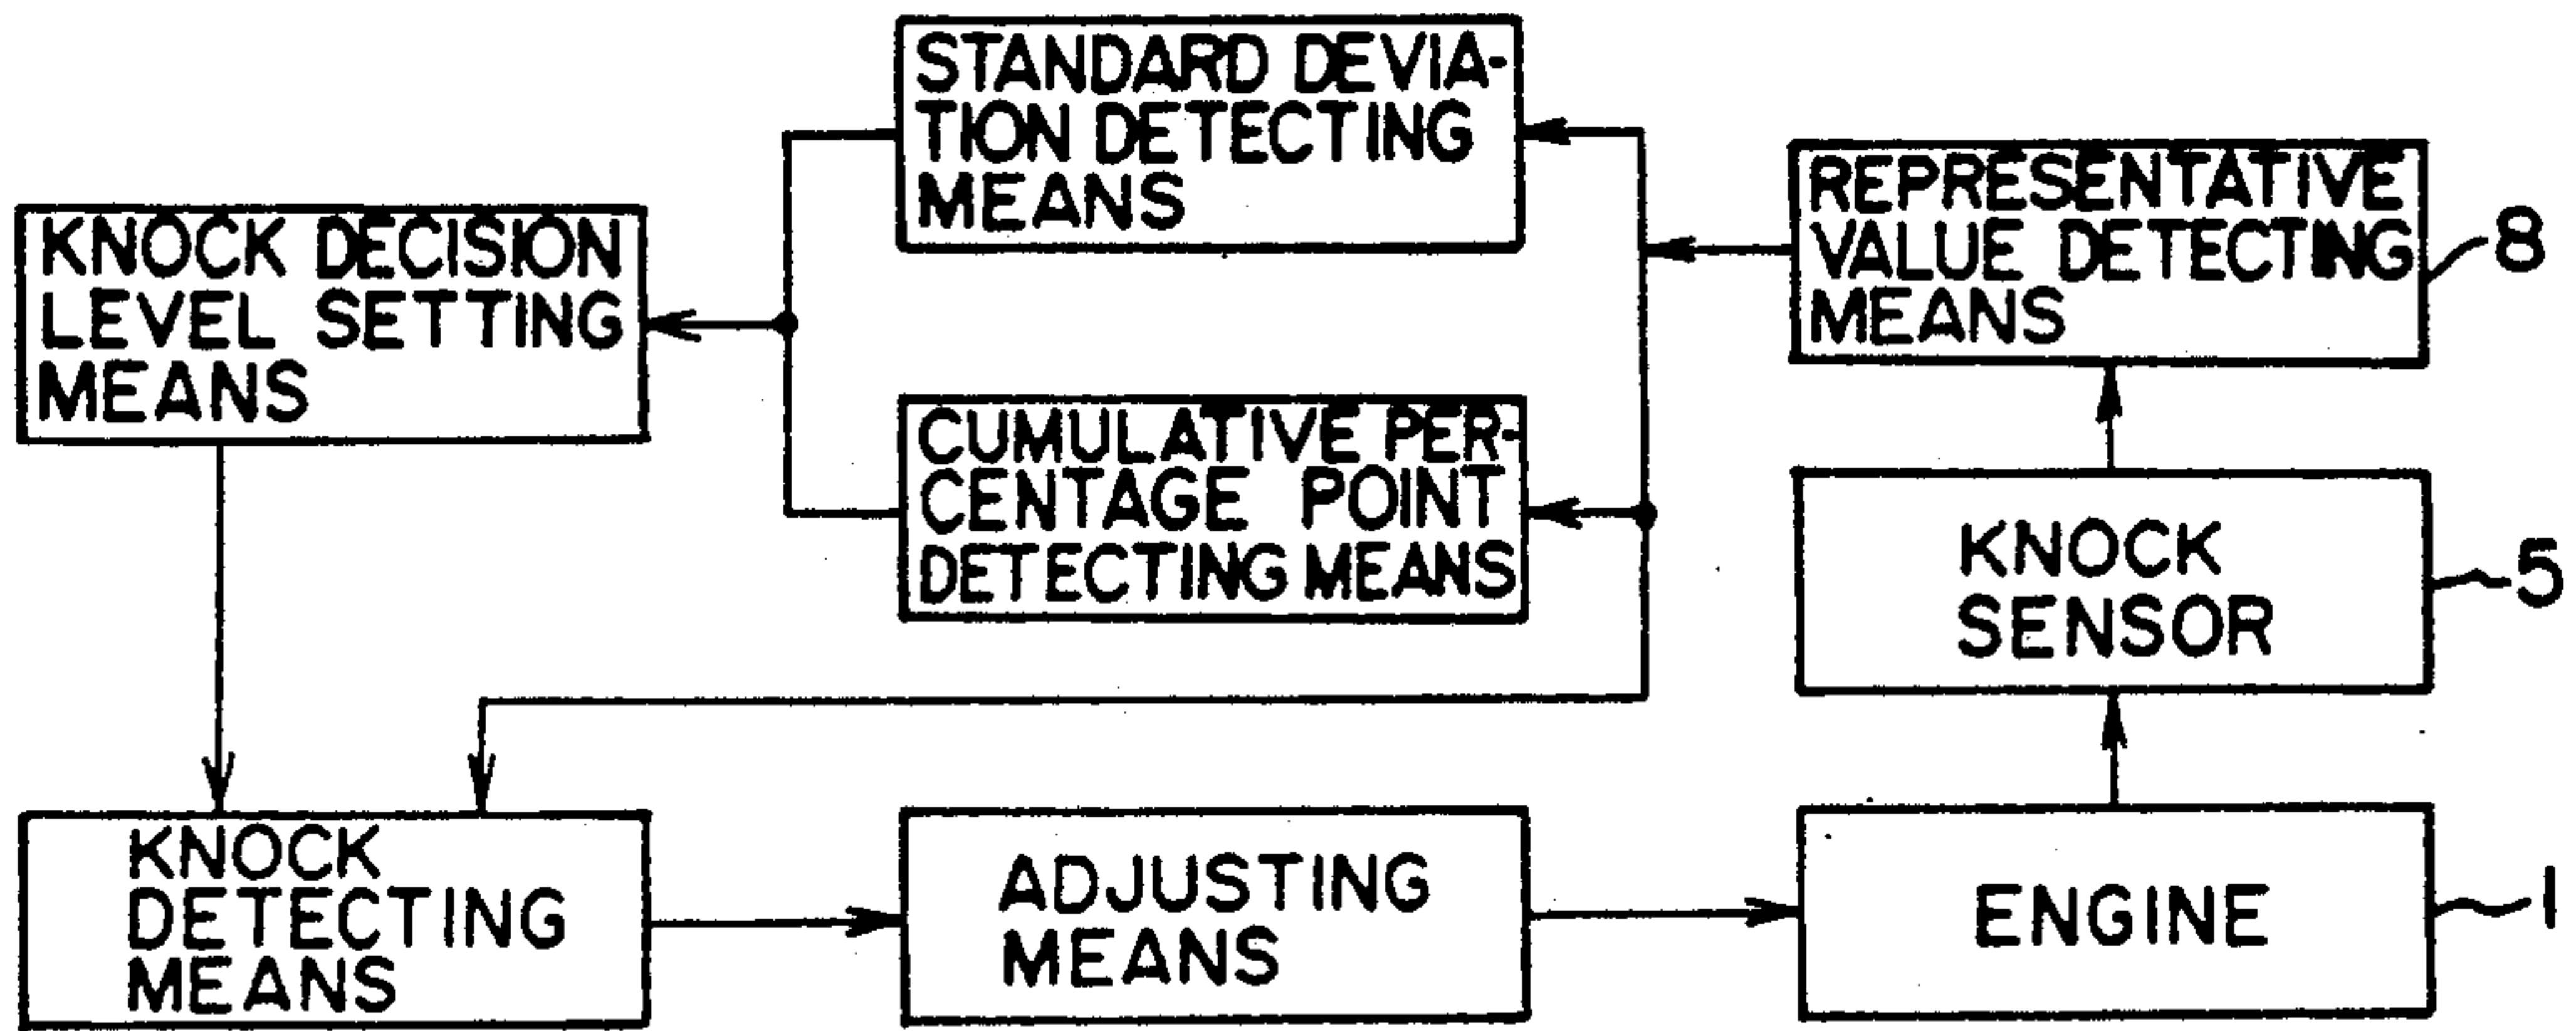 STANDARD DEVIA-
TION DETECTING
MEANS
REPRESENTATIVE
VALUE DETECTING
MEANS
8
KNOCK DECISION
LEVEL SETTING
MEANS
CUMULATIVE PER-
CENTAGE POINT
DETECTING MEANS
KNOCK
SENSOR
5
KNOCK
DETECTING
MEANS
ADJUSTING
MEANS
ENGINE
1